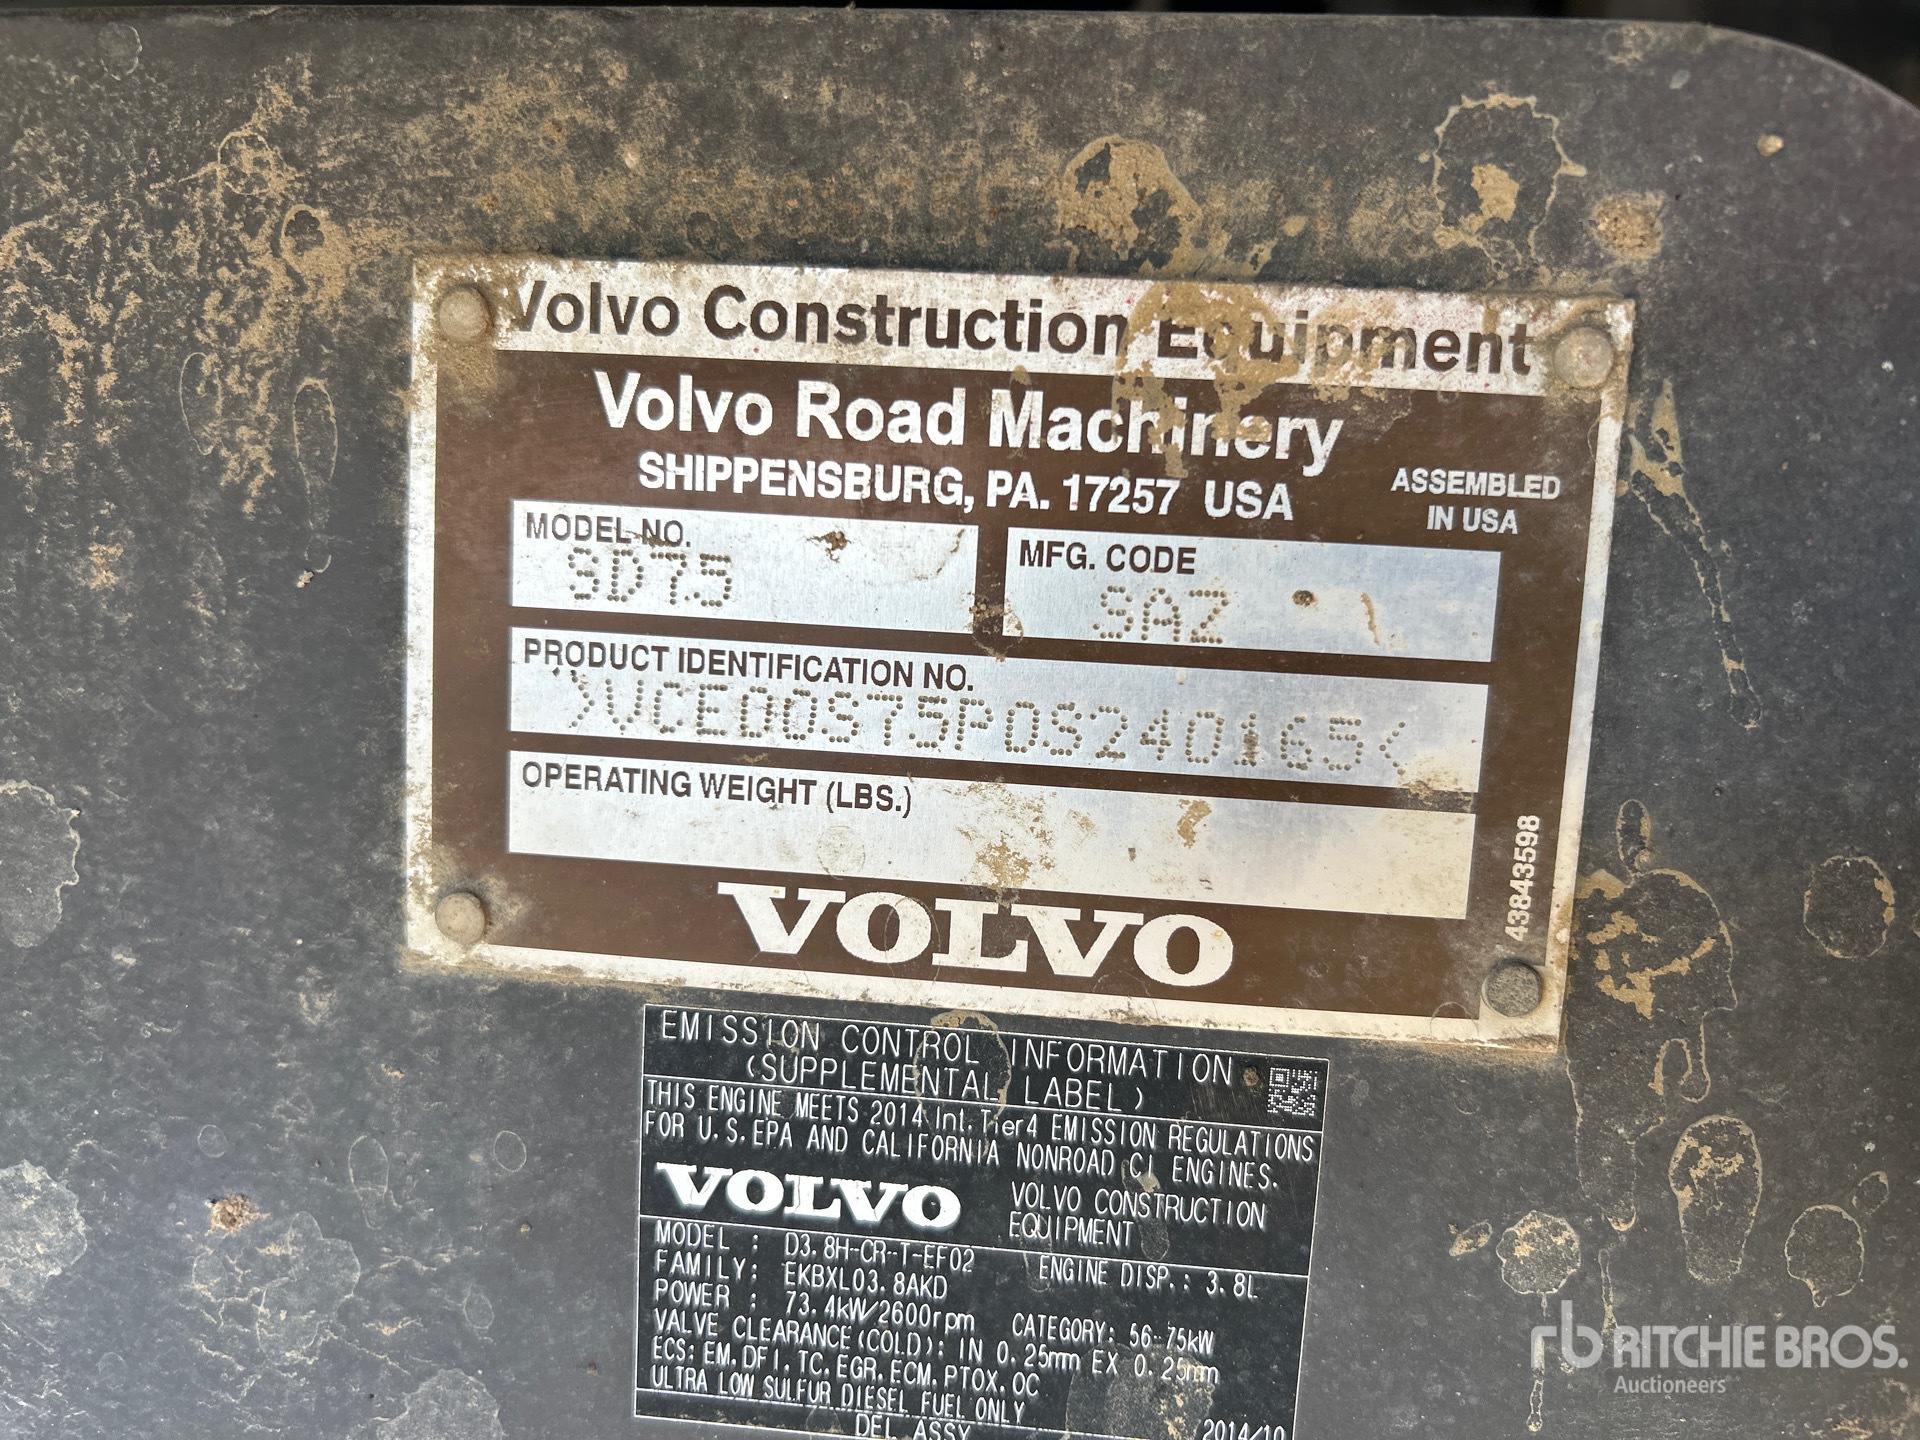 Volvo Construction Equipment
Volvo Road Machinery
SHIPPENSBURG, PA. 17257 USA
ASSEMBLED
IN USA
MODEL NO.
SD75
MFG. CODE
SAZ
PRODUCT IDENTIFICATION NO.
>VCE00S75P0S240165<
OPERATING WEIGHT (LBS.)
43843598
VOLVO
EMISSION CONTROL INFORMATION
(SUPPLEMENTAL LABEL)
THIS ENGINE MEETS 2014 Int.Tier4 EMISSION REGULATIONS
FOR U.S.EPA AND CALIFORNIA NONROAD CI ENGINES.
VOLVO
VOLVO CONSTRUCTION
EQUIPMENT
MODEL : D3.8H-CR-T-EF02
ENGINE DISP.: 3.8L
FAMILY: EKBXL03.8AKD
POWER : 73.4kW/2600rpm
CATEGORY: 56-75kW
VALVE CLEARANCE(COLD): IN 0.25mm EX 0.25mm
ECS: EM,DFI,TC,EGR,ECM,PTOX,OC
ULTRA LOW SULFUR DIESEL FUEL ONLY
DEL ASSY
2014/10
rb RITCHIE BROS.
Auctioneers